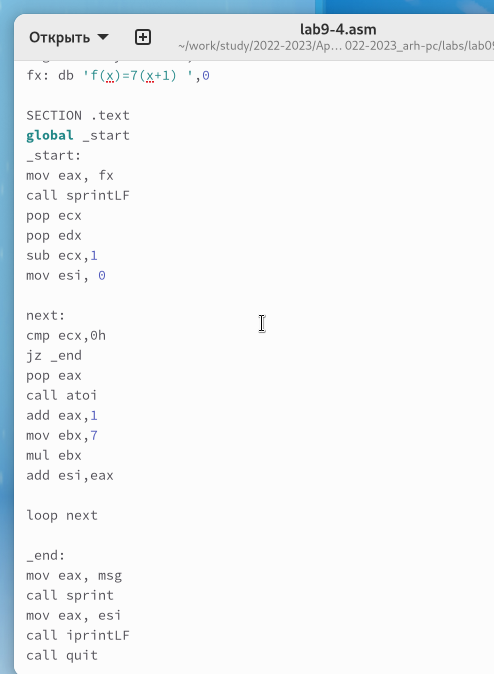 lab9-4.asm
Открыть
~/work/study/2022-2023/Ap... 022-2023_arh-pc/labs/lab09
fx: db 'f(x)=7(x+1) ',0
SECTION .text
global _start
_start:
mov eax, fx
call sprintLF
pop ecx
pop edx
sub ecx,1
mov esi, 0
next:
cmp ecx,0h
jz _end
pop eax
call atoi
add eax,1
mov ebx,7
mul ebx
add esi,eax
loop next
_end:
mov eax, msg
call sprint
mov eax, esi
call iprintLF
call quit